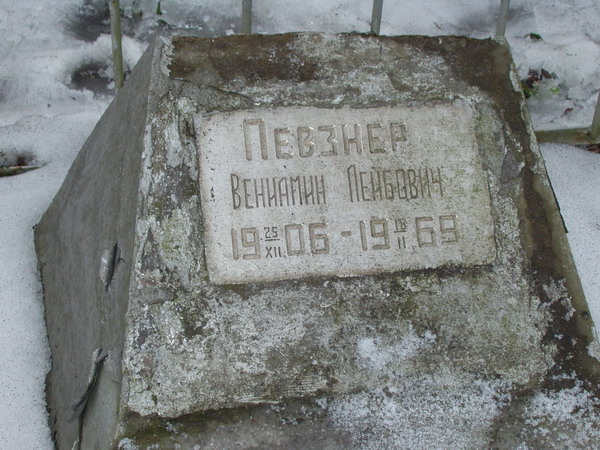 Певзнер
Вениамин Лейбович
19 25/XII 06 - 19 18/II 69